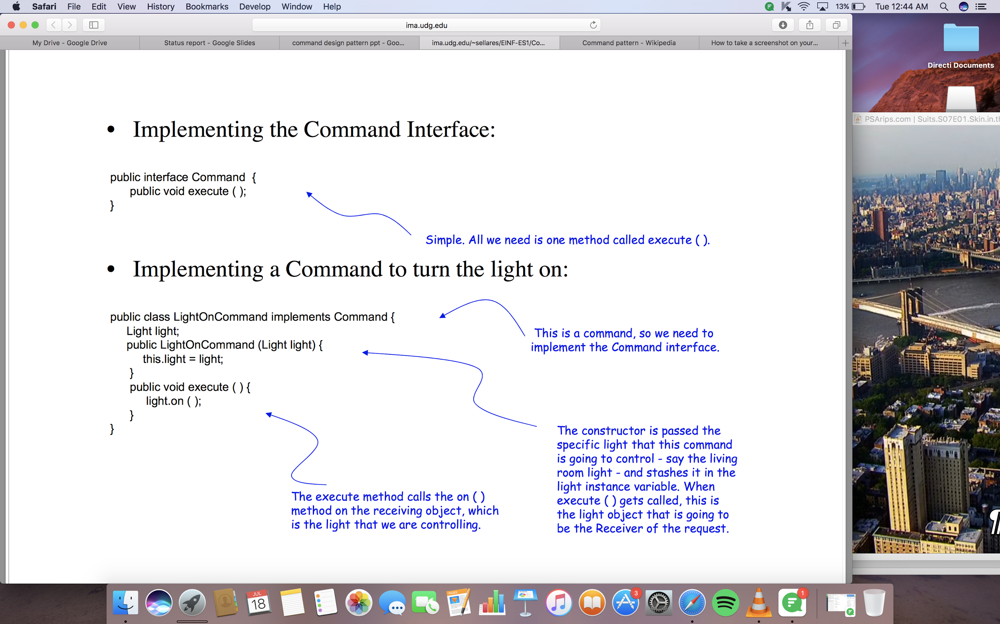 Safari File Edit View History Bookmarks Develop Window Help 13% Tue 12:44 AM
ima.udg.edu
My Drive - Google Drive
Status report - Google Slides
command design pattern ppt - Goo...
ima.udg.edu/~sellares/EINF-ES1/Co...
Command pattern - Wikipedia
How to take a screenshot on your...
Directi Documents
PSArips.com | Suits.S07E01.Skin.in.th
• Implementing the Command Interface:
public interface Command {
public void execute ( );
}
Simple. All we need is one method called execute ( ).
• Implementing a Command to turn the light on:
public class LightOnCommand implements Command {
Light light;
public LightOnCommand (Light light) {
this.light = light;
}
public void execute ( ) {
light.on ( );
}
}
This is a command, so we need to
implement the Command interface.
The constructor is passed the
specific light that this command
is going to control - say the living
room light - and stashes it in the
light instance variable. When
execute ( ) gets called, this is
the light object that is going to
be the Receiver of the request.
The execute method calls the on ( )
method on the receiving object, which
is the light that we are controlling.
JUL
18
PAGES
3
1